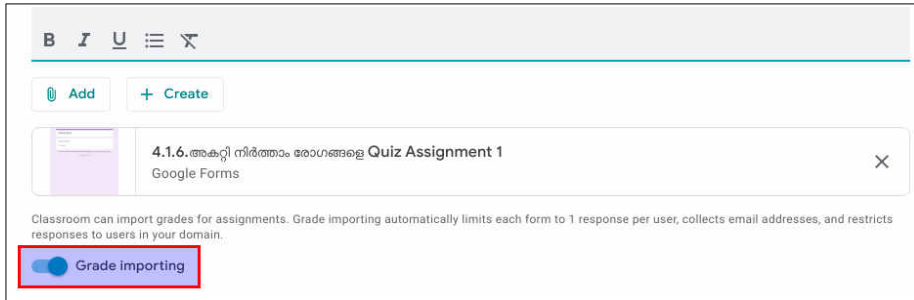 B I U
Add + Create
4.1.6.അകറ്റി നിർത്താം രോഗങ്ങളെ Quiz Assignment 1
Google Forms
Classroom can import grades for assignments. Grade importing automatically limits each form to 1 response per user, collects email addresses, and restricts
responses to users in your domain.
Grade importing